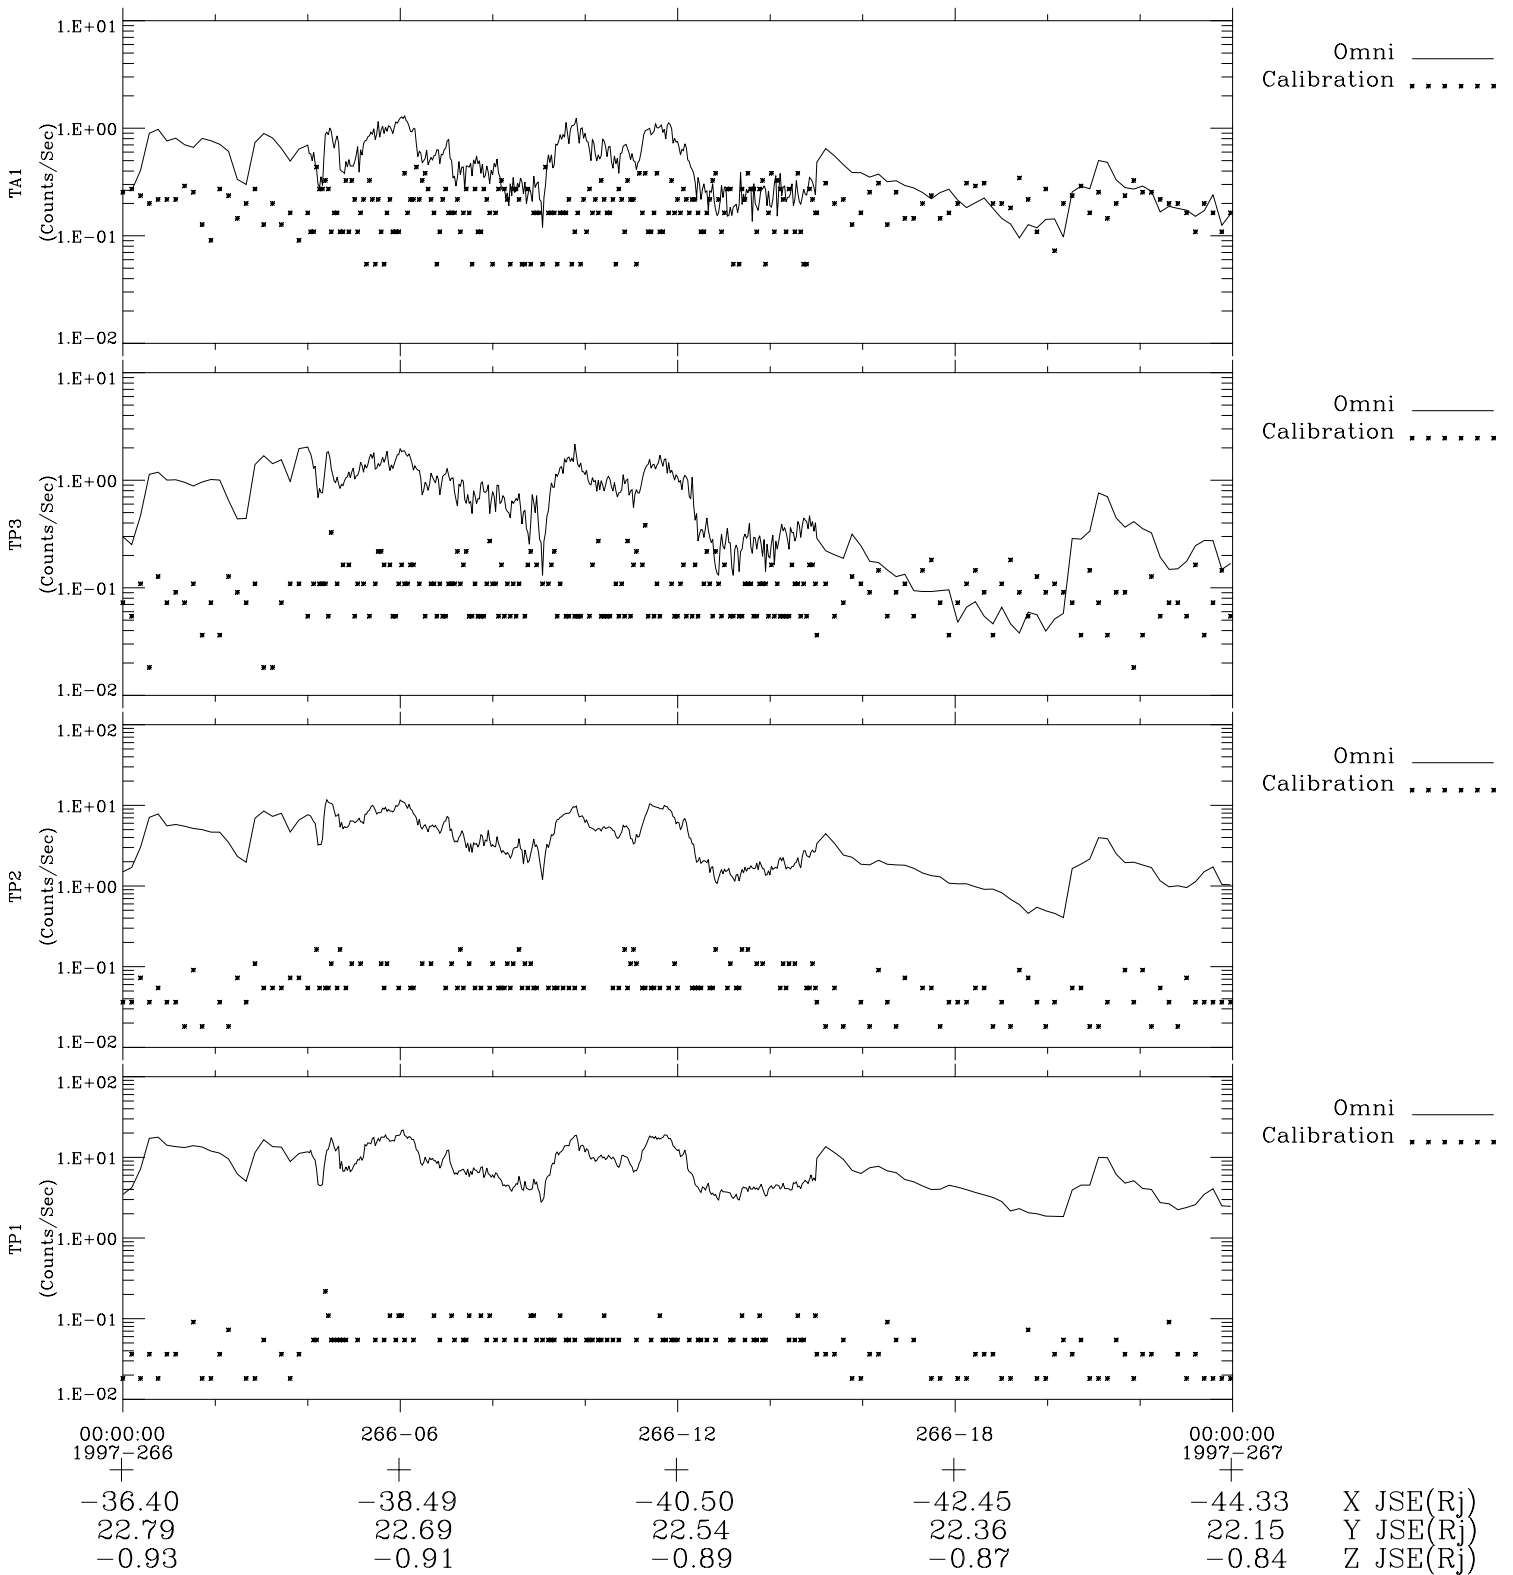 1.E+01
1.E+00
1.E-01
1.E-02
TA1
(Counts/Sec)
Omni
Calibration
1.E+01
1.E+00
1.E-01
1.E-02
TP3
(Counts/Sec)
Omni
Calibration
1.E+02
1.E+01
1.E+00
1.E-01
1.E-02
TP2
(Counts/Sec)
Omni
Calibration
1.E+02
1.E+01
1.E+00
1.E-01
1.E-02
TP1
(Counts/Sec)
Omni
Calibration
00:00:00 266-06 266-12 266-18 00:00:00
1997-266 1997-267
-36.40 -38.49 -40.50 -42.45 -44.33 X JSE(Rj)
22.79 22.69 22.54 22.36 22.15 Y JSE(Rj)
-0.93 -0.91 -0.89 -0.87 -0.84 Z JSE(Rj)